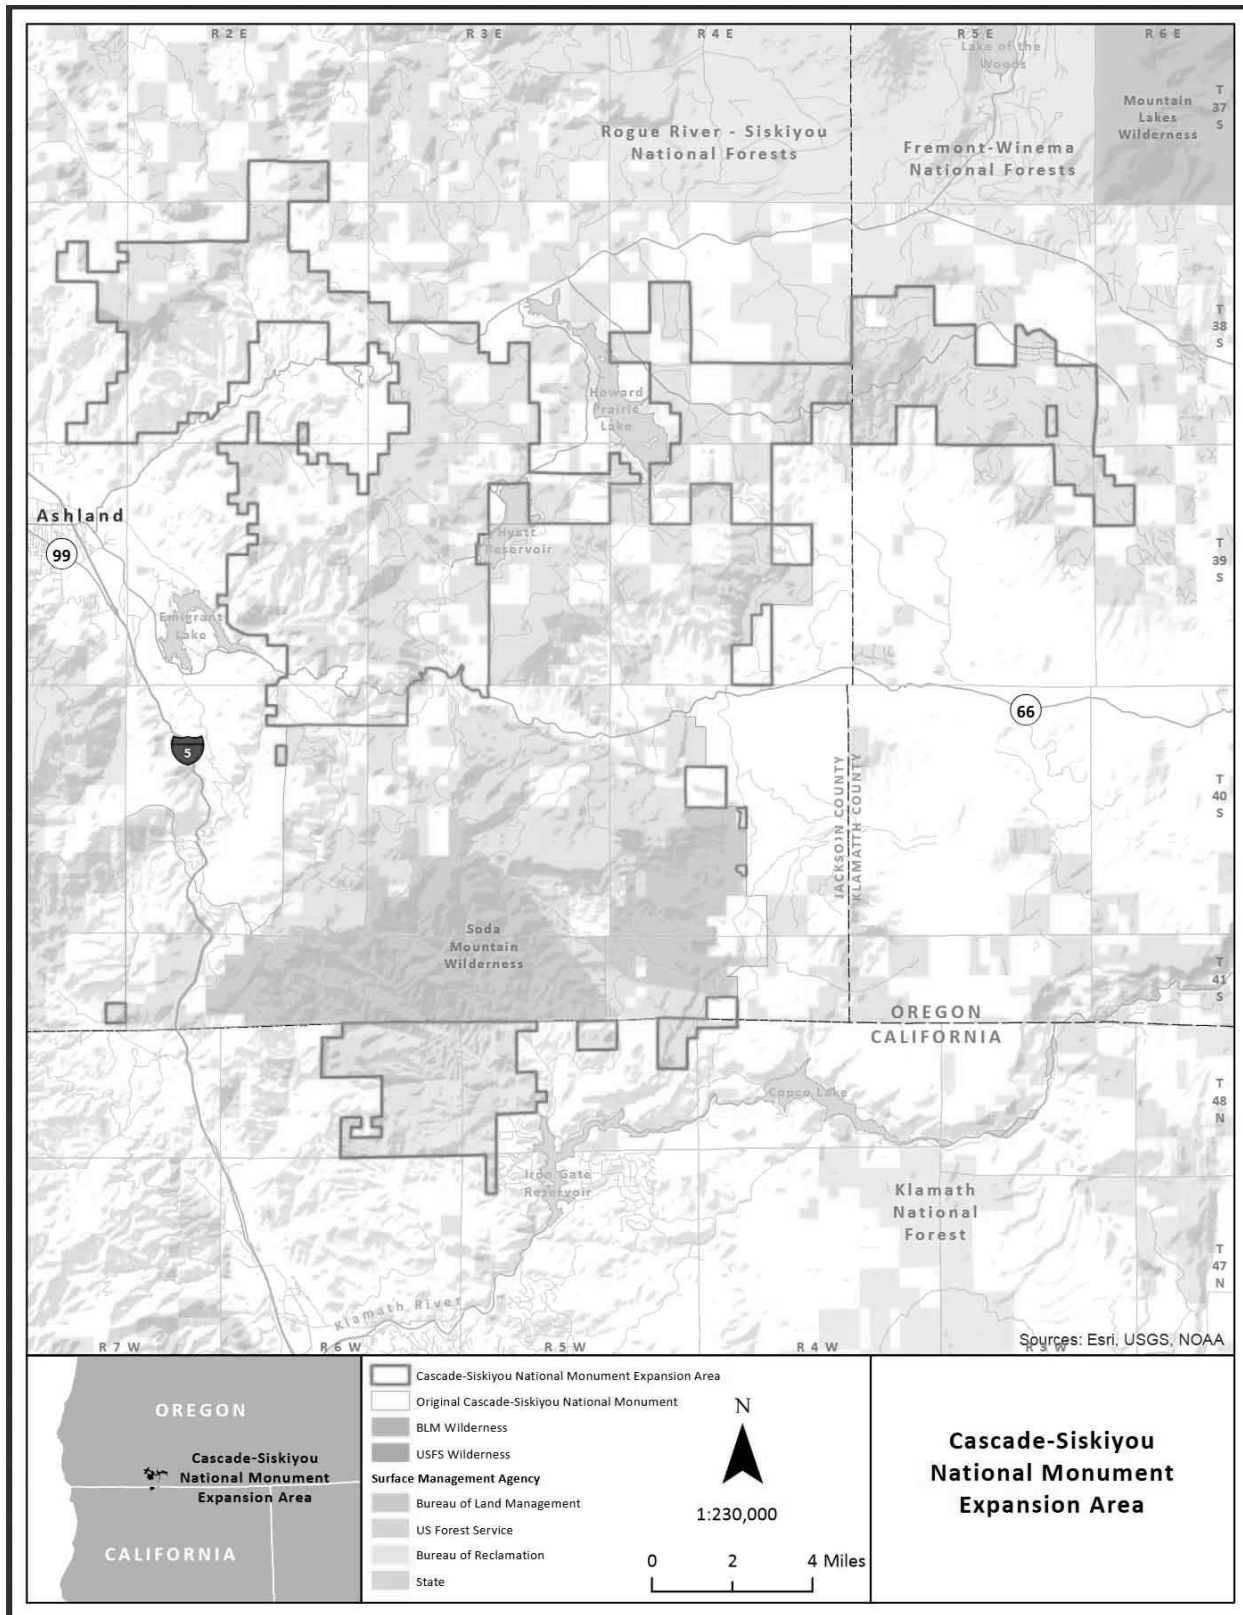 R 2 E
R 3 E
R 4 E
R 5 E
R 6 E
Lake of the
Woods
T
37
S
Mountain
Lakes
Wilderness
Rogue River - Siskiyou
National Forests
Fremont-Winema
National Forests
T
38
S
Howard
Prairie
Lake
Ashland
99
Hyatt
Reservoir
T
39
S
Emigrant
Lake
66
5
T
40
S
JACKSON COUNTY
KLAMATH COUNTY
Soda
Mountain
Wilderness
T
41
S
OREGON
CALIFORNIA
Copco Lake
T
48
N
Iron Gate
Reservoir
Klamath
National
Forest
T
47
N
Klamath River
Sources: Esri, USGS, NOAA
R 7 W
R 6 W
R 5 W
R 4 W
R 3 W
OREGON
Cascade-Siskiyou
National Monument
Expansion Area
CALIFORNIA
Cascade-Siskiyou National Monument Expansion Area
Original Cascade-Siskiyou National Monument
BLM Wilderness
USFS Wilderness
Surface Management Agency
Bureau of Land Management
US Forest Service
Bureau of Reclamation
State
N
1:230,000
0 2 4 Miles
Cascade-Siskiyou
National Monument
Expansion Area